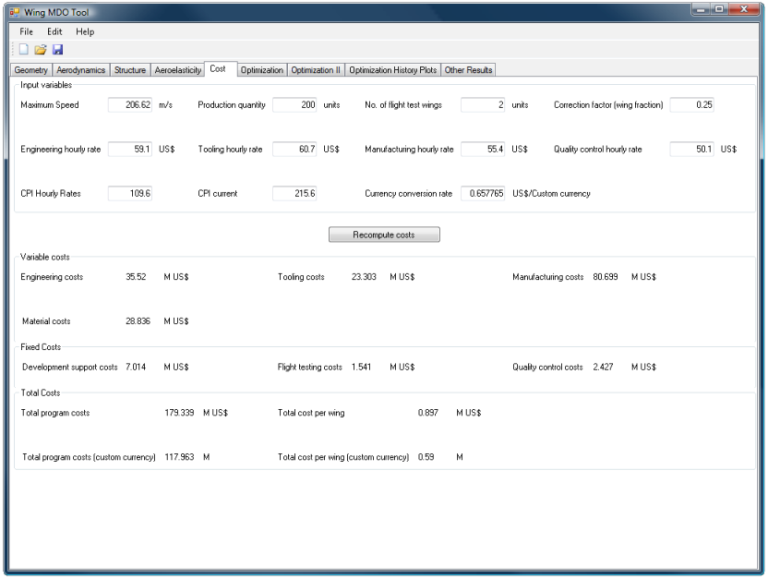 Wing MDO Tool
File Edit Help
Geometry Aerodynamics Structure Aeroelasticity Cost Optimization Optimization II Optimization History Plots Other Results
Input variables
Maximum Speed 206.62 m/s Production quantity 200 units No. of flight test wings 2 units Correction factor (wing fraction) 0.25
Engineering hourly rate 59.1 US$ Tooling hourly rate 60.7 US$ Manufacturing hourly rate 55.4 US$ Quality control hourly rate 50.1 US$
CPI Hourly Rates 109.6 CPI current 215.6 Currency conversion rate 0.657765 US$/Custom currency
Recompute costs
Variable costs
Engineering costs 35.52 M US$ Tooling costs 23.303 M US$ Manufacturing costs 80.699 M US$
Material costs 28.836 M US$
Fixed Costs
Development support costs 7.014 M US$ Flight testing costs 1.541 M US$ Quality control costs 2.427 M US$
Total Costs
Total program costs 179.339 M US$ Total cost per wing 0.897 M US$
Total program costs (custom currency) 117.963 M Total cost per wing (custom currency) 0.59 M